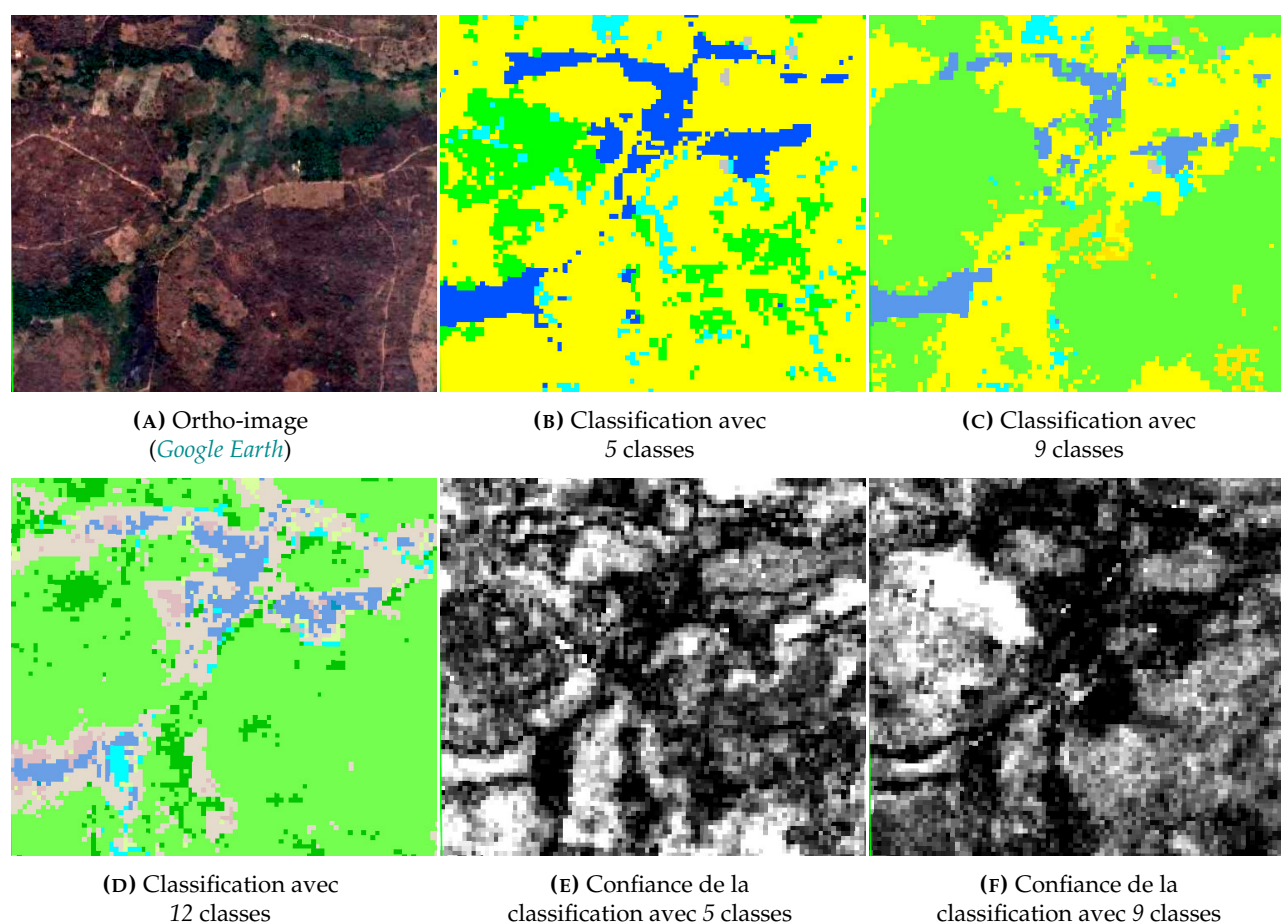 (A) Ortho-image
(Google Earth)
(B) Classification avec
5 classes
(C) Classification avec
9 classes
(D) Classification avec
12 classes
(E) Confiance de la
classification avec 5 classes
(F) Confiance de la
classification avec 9 classes